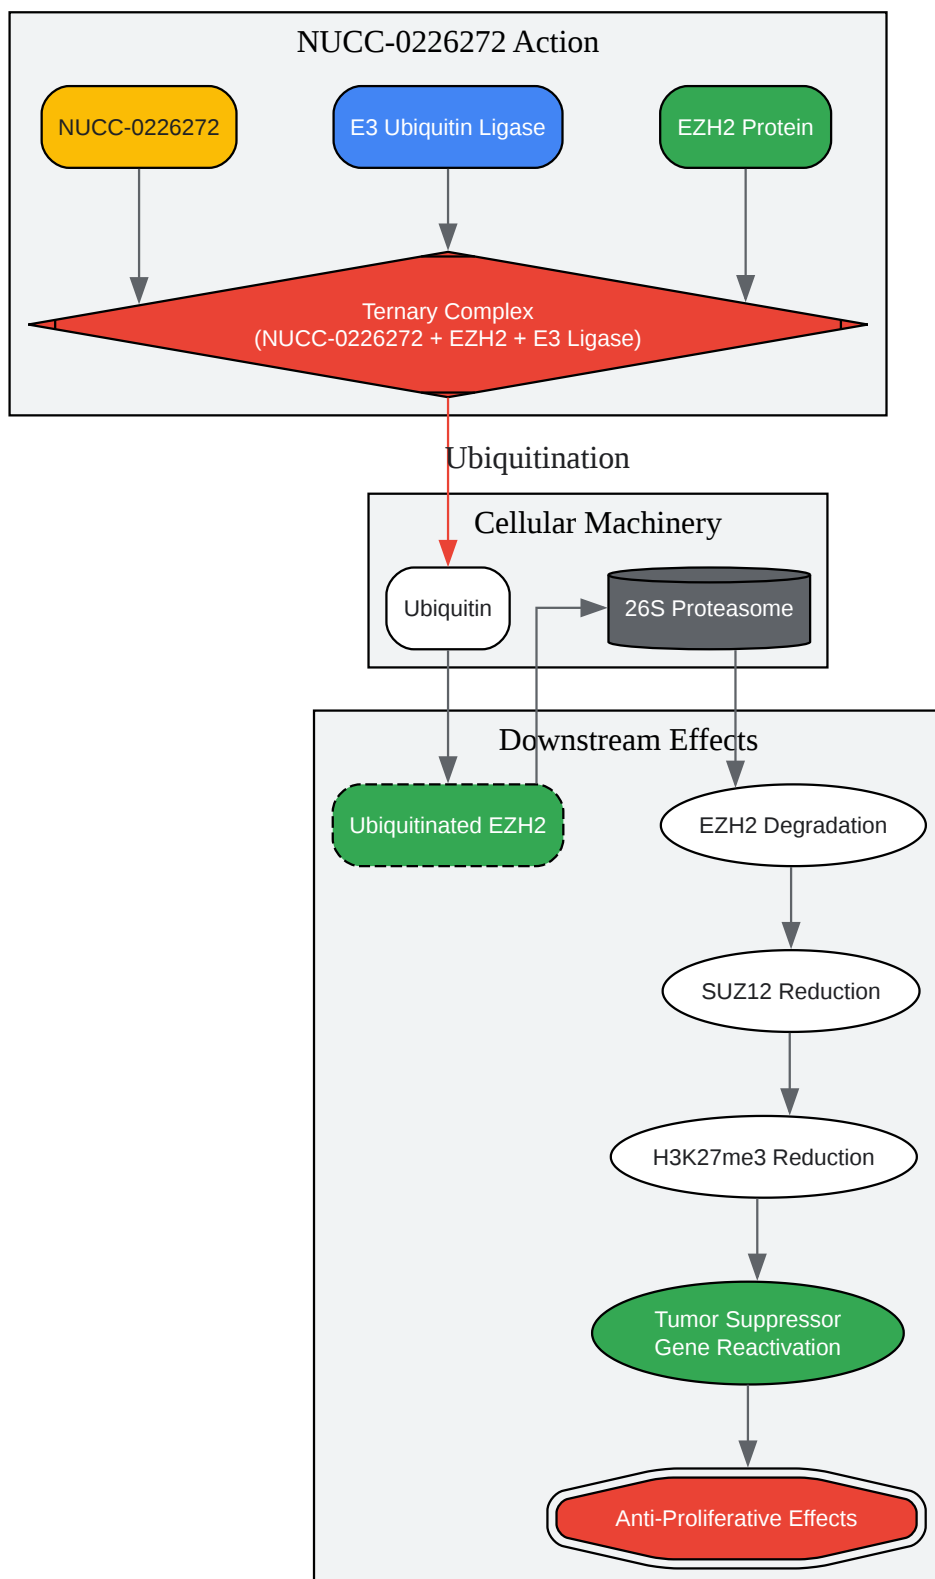 NUCC-0226272 Action
NUCC-0226272
E3 Ubiquitin Ligase
EZH2 Protein
Ternary Complex
(NUCC-0226272 + EZH2 + E3 Ligase)
Ubiquitination
Cellular Machinery
Ubiquitin
26S Proteasome
Downstream Effects
Ubiquitinated EZH2
EZH2 Degradation
SUZ12 Reduction
H3K27me3 Reduction
Tumor Suppressor
Gene Reactivation
Anti-Proliferative Effects